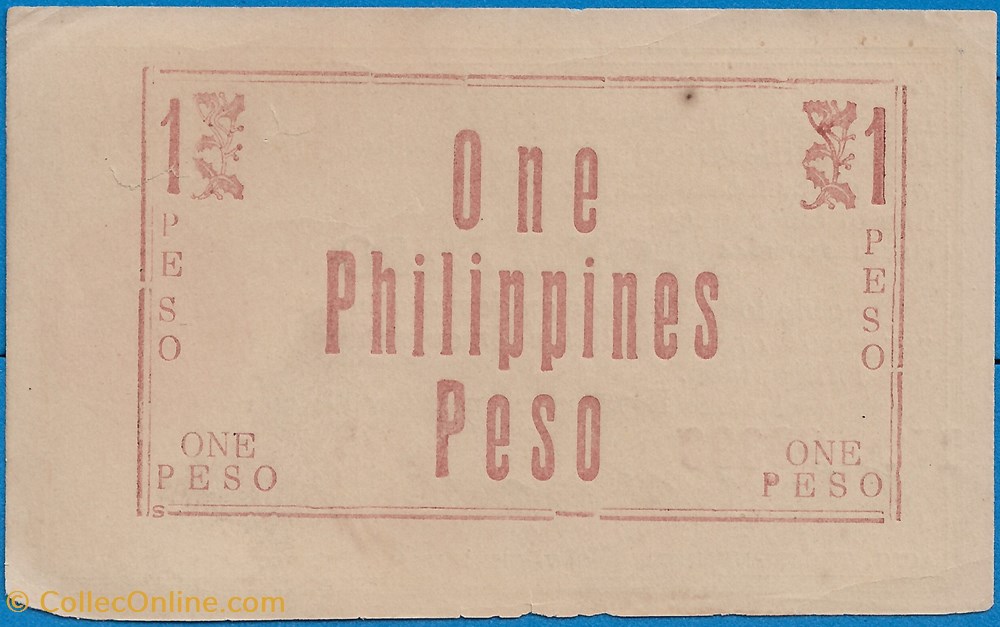 1
1
PESO
PESO
One
Philippines
Peso
ONE
PESO
ONE
PESO
S
© CollecOnline.com